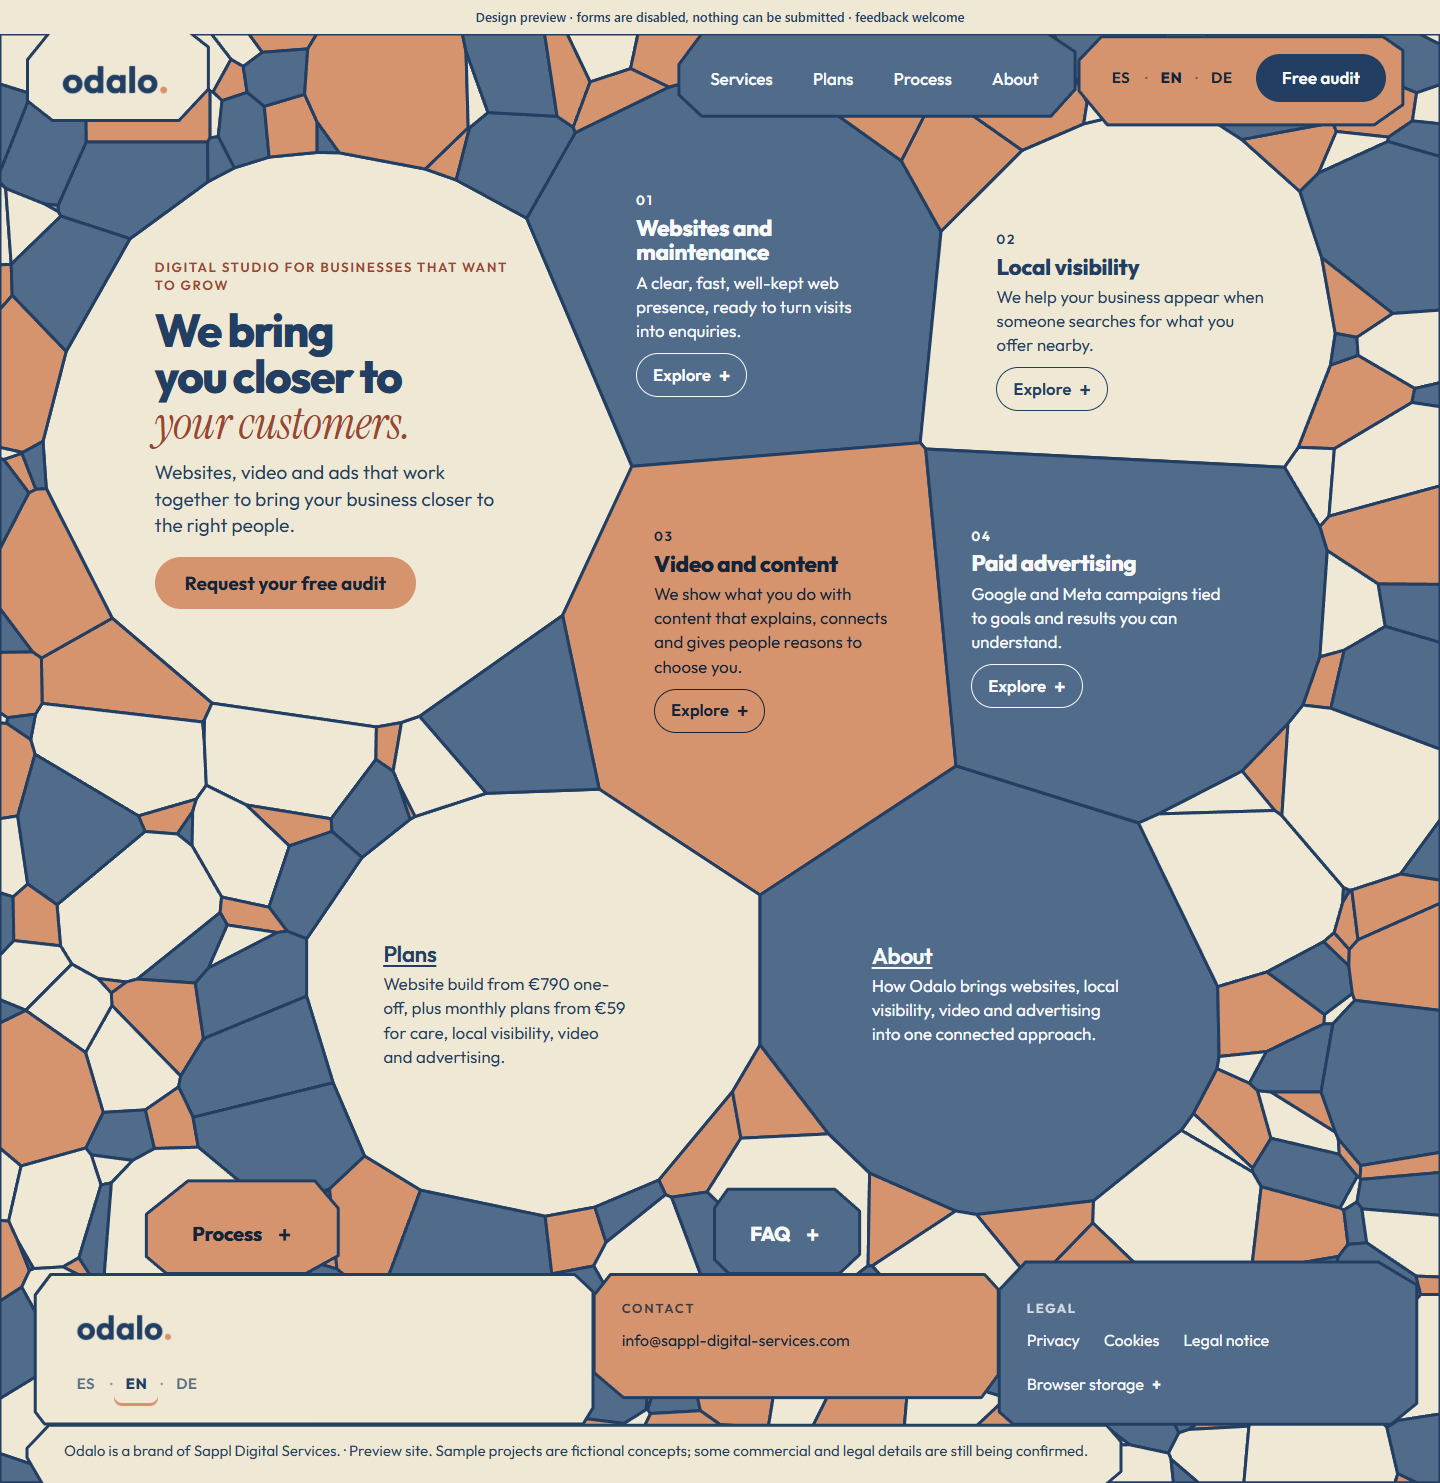 Design preview · forms are disabled, nothing can be submitted · feedback welcome
odalo.
Services Plans Process About
ES · EN · DE Free audit
DIGITAL STUDIO FOR BUSINESSES THAT WANT
TO GROW
We bring
you closer to
your customers.
Websites, video and ads that work
together to bring your business closer to
the right people.
Request your free audit
01
Websites and
maintenance
A clear, fast, well-kept web
presence, ready to turn visits
into enquiries.
Explore +
02
Local visibility
We help your business appear when
someone searches for what you
offer nearby.
Explore +
03
Video and content
We show what you do with
content that explains, connects
and gives people reasons to
choose you.
Explore +
04
Paid advertising
Google and Meta campaigns tied
to goals and results you can
understand.
Explore +
Plans
Website build from €790 one-
off, plus monthly plans from €59
for care, local visibility, video
and advertising.
About
How Odalo brings websites, local
visibility, video and advertising
into one connected approach.
Process +
FAQ +
odalo.
ES · EN · DE
CONTACT
info@sappl-digital-services.com
LEGAL
Privacy Cookies Legal notice
Browser storage +
Odalo is a brand of Sappl Digital Services. · Preview site. Sample projects are fictional concepts; some commercial and legal details are still being confirmed.